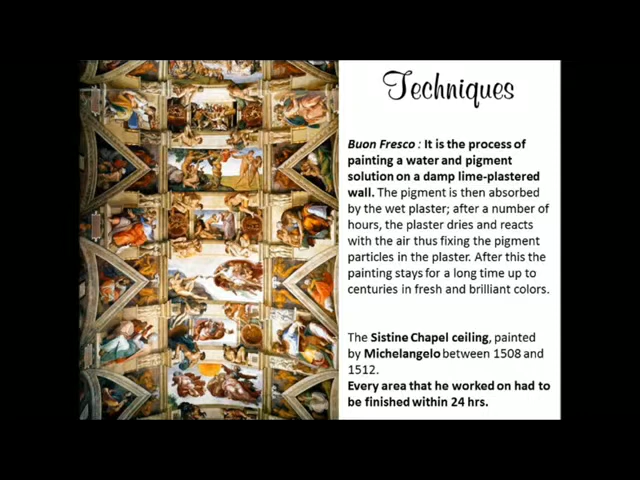 Techniques
Buon Fresco : It is the process of
painting a water and pigment
solution on a damp lime-plastered
wall. The pigment is then absorbed
by the wet plaster; after a number of
hours, the plaster dries and reacts
with the air thus fixing the pigment
particles in the plaster. After this the
painting stays for a long time up to
centuries in fresh and brilliant colors.
The Sistine Chapel ceiling, painted
by Michelangelo between 1508 and
1512.
Every area that he worked on had to
be finished within 24 hrs.